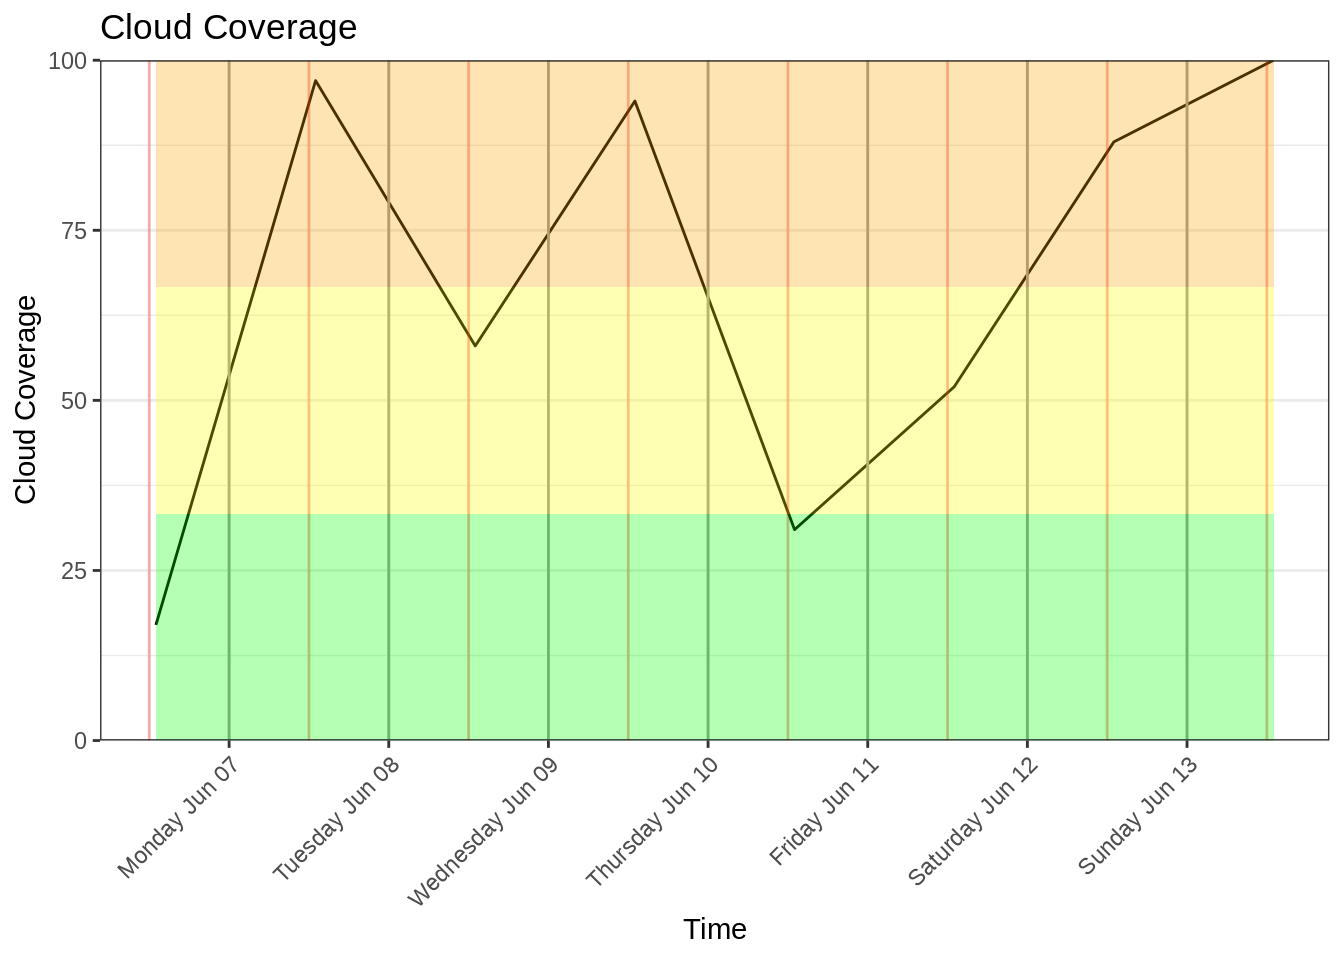 Cloud Coverage
100
75
50
25
0
Cloud Coverage
Monday Jun 07
Tuesday Jun 08
Wednesday Jun 09
Thursday Jun 10
Friday Jun 11
Saturday Jun 12
Sunday Jun 13
Time